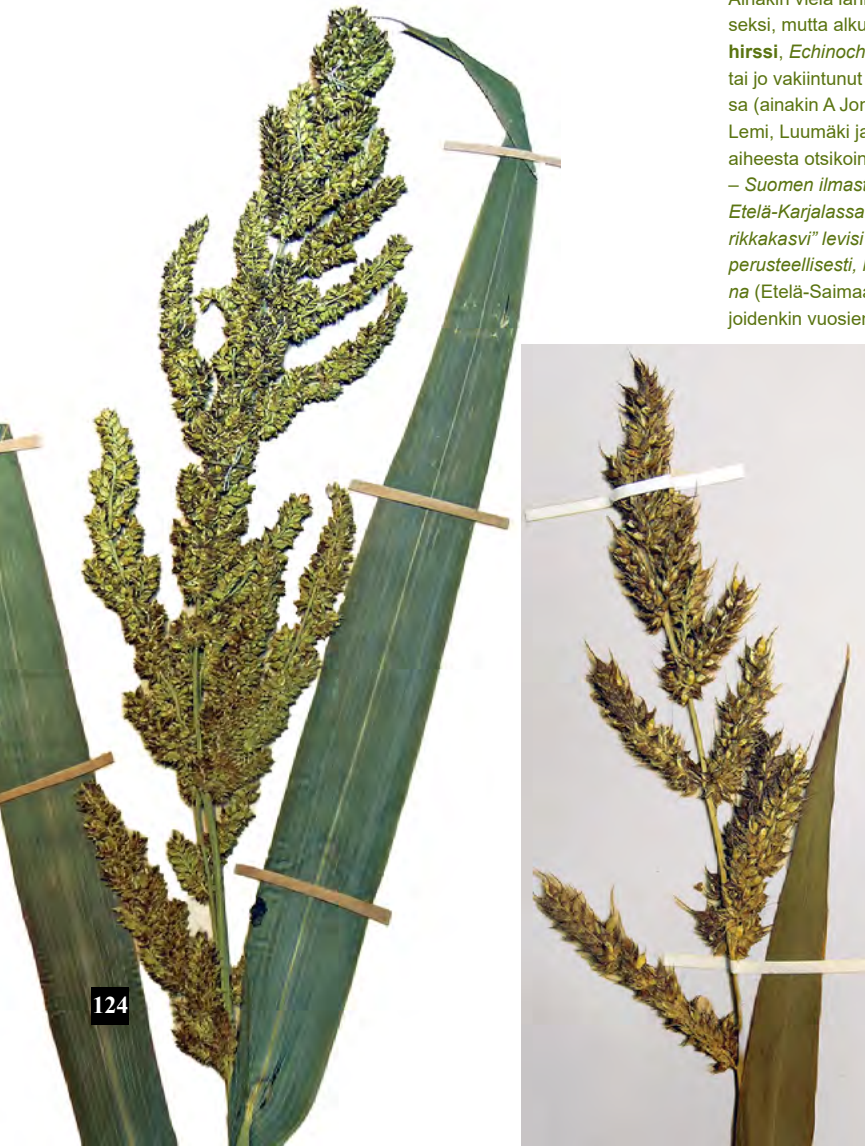 seksi, mutta alku
hirssi, Echinoch
tai jo vakiintunut
sa (ainakin A Jor
Lemi, Luumäki ja
aiheesta otsikoin
– Suomen ilmast
Etelä-Karjalassa
rikkakasvi" levisi
perusteellisesti,
na (Etelä-Saimaa
joidenkin vuosien
124